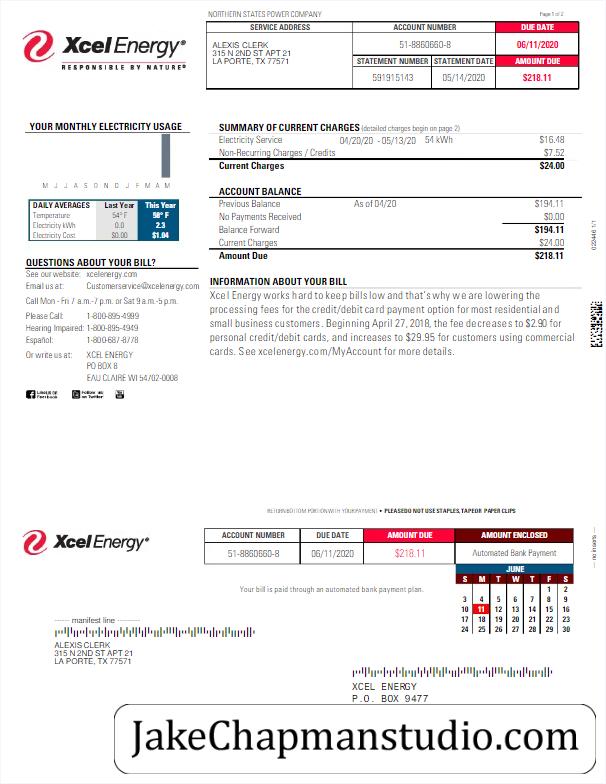 NORTHERN STATES POWER COMPANY
Page 1 of 2
XcelEnergy®
RESPONSIBLE BY NATURE®
SERVICE ADDRESS
ACCOUNT NUMBER
DUE DATE
ALEXIS CLERK
315 N 2ND ST APT 21
LA PORTE, TX 77571
51-8860660-8
06/11/2020
STATEMENT NUMBER
STATEMENT DATE
AMOUNT DUE
591915143
05/14/2020
$218.11
YOUR MONTHLY ELECTRICITY USAGE
M J J A S O N D J F M A M
DAILY AVERAGES Last Year This Year
Temperature 54° F 58° F
Electricity kWh 0.0 2.3
Electricity Cost $0.00 $1.04
QUESTIONS ABOUT YOUR BILL?
See our website: xcelenergy.com
Email us at: Customerservice@xcelenergy.com
Call Mon - Fri 7 a.m.-7 p.m. or Sat 9 a.m.-5 p.m.
Please Call: 1-800-895-4999
Hearing Impaired: 1-800-895-4949
Español: 1-800-687-8778
Or write us at: XCEL ENERGY
PO BOX 8
EAU CLAIRE WI 54702-0008
SUMMARY OF CURRENT CHARGES (detailed charges begin on page 2)
Electricity Service 04/20/20 - 05/13/20 54 kWh $16.48
Non-Recurring Charges / Credits $7.52
Current Charges $24.00
ACCOUNT BALANCE
Previous Balance As of 04/20 $194.11
No Payments Received $0.00
Balance Forward $194.11
Current Charges $24.00
Amount Due $218.11
INFORMATION ABOUT YOUR BILL
Xcel Energy works hard to keep bills low and that's why we are lowering the
processing fees for the credit/debit card payment option for most residential and
small business customers. Beginning April 27, 2018, the fee decreases to $2.90 for
personal credit/debit cards, and increases to $29.95 for customers using commercial
cards. See xcelenergy.com/MyAccount for more details.
022446 1/1
RETURN BOTTOM PORTION WITH YOUR PAYMENT • PLEASE DO NOT USE STAPLES, TAPE OR PAPER CLIPS
XcelEnergy®
ACCOUNT NUMBER
DUE DATE
AMOUNT DUE
AMOUNT ENCLOSED
51-8860660-8
06/11/2020
$218.11
Automated Bank Payment
--- no inserts ---
Your bill is paid through an automated bank payment plan.
JUNE
S M T W T F S
1 2
3 4 5 6 7 8 9
10 11 12 13 14 15 16
17 18 19 20 21 22 23
24 25 26 27 28 29 30
------ manifest line ---------
ALEXIS CLERK
315 N 2ND ST APT 21
LA PORTE, TX 77571
XCEL ENERGY
P.O. BOX 9477
JakeChapmanstudio.com